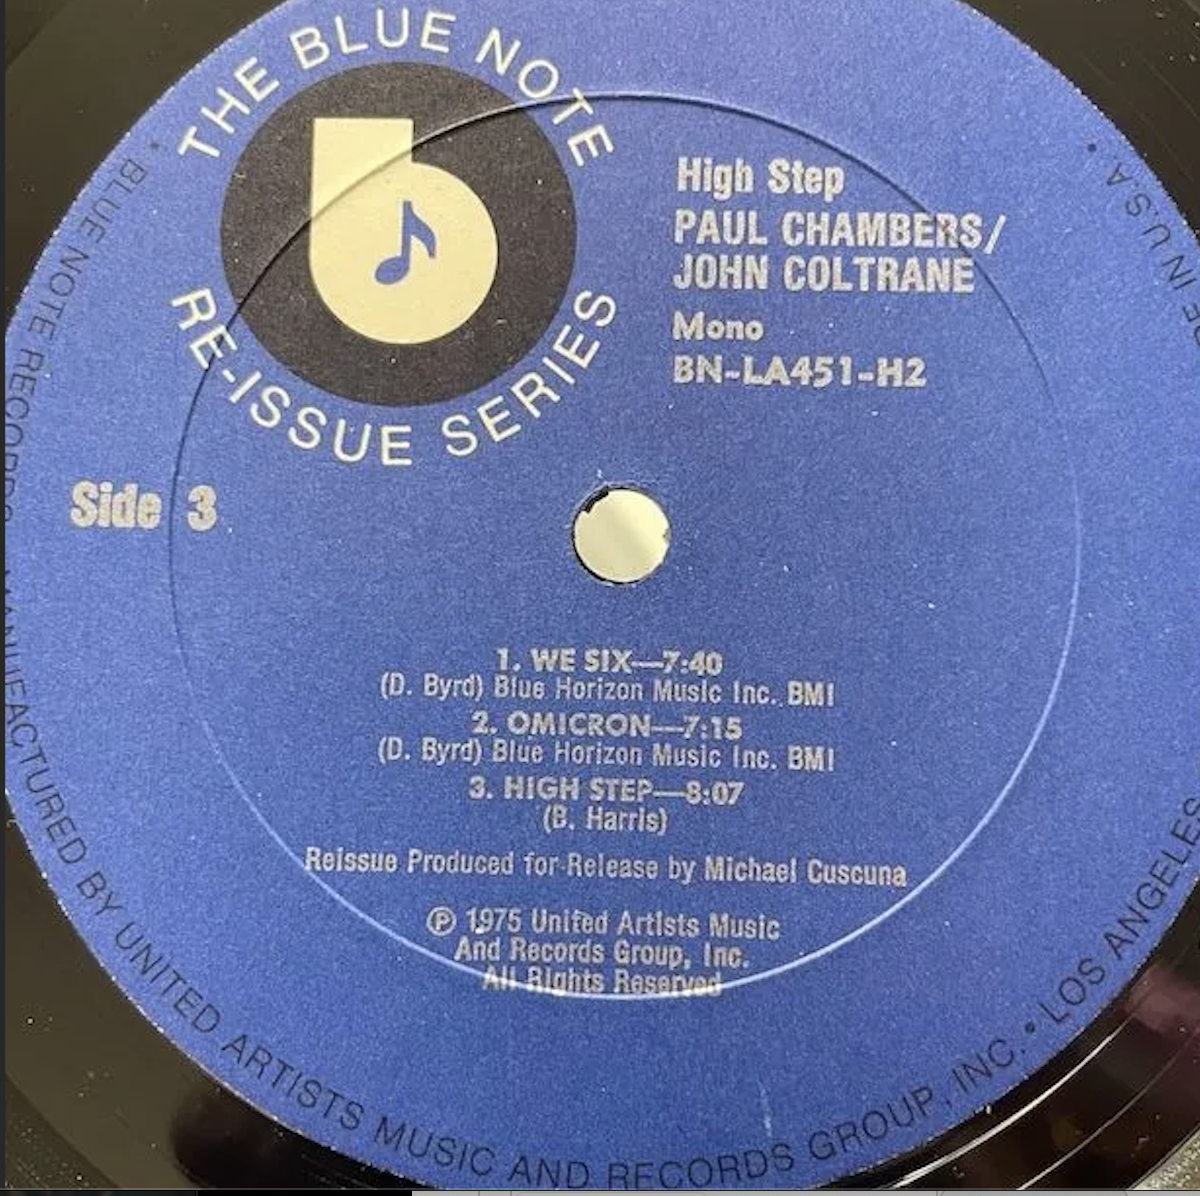 THE BLUE NOTE
RE-ISSUE SERIES
High Step
PAUL CHAMBERS/
JOHN COLTRANE
Mono
BN-LA451-H2
Side 3
1. WE SIX—7:40
(D. Byrd) Blue Horizon Music Inc. BMI
2. OMICRON—7:15
(D. Byrd) Blue Horizon Music Inc. BMI
3. HIGH STEP—8:07
(B. Harris)
Reissue Produced for Release by Michael Cuscuna
℗ 1975 United Artists Music
And Records Group, Inc.
All Rights Reserved
• BLUE NOTE RECORDS MANUFACTURED BY UNITED ARTISTS MUSIC AND RECORDS GROUP, INC. • LOS ANGELES IN U.S.A •